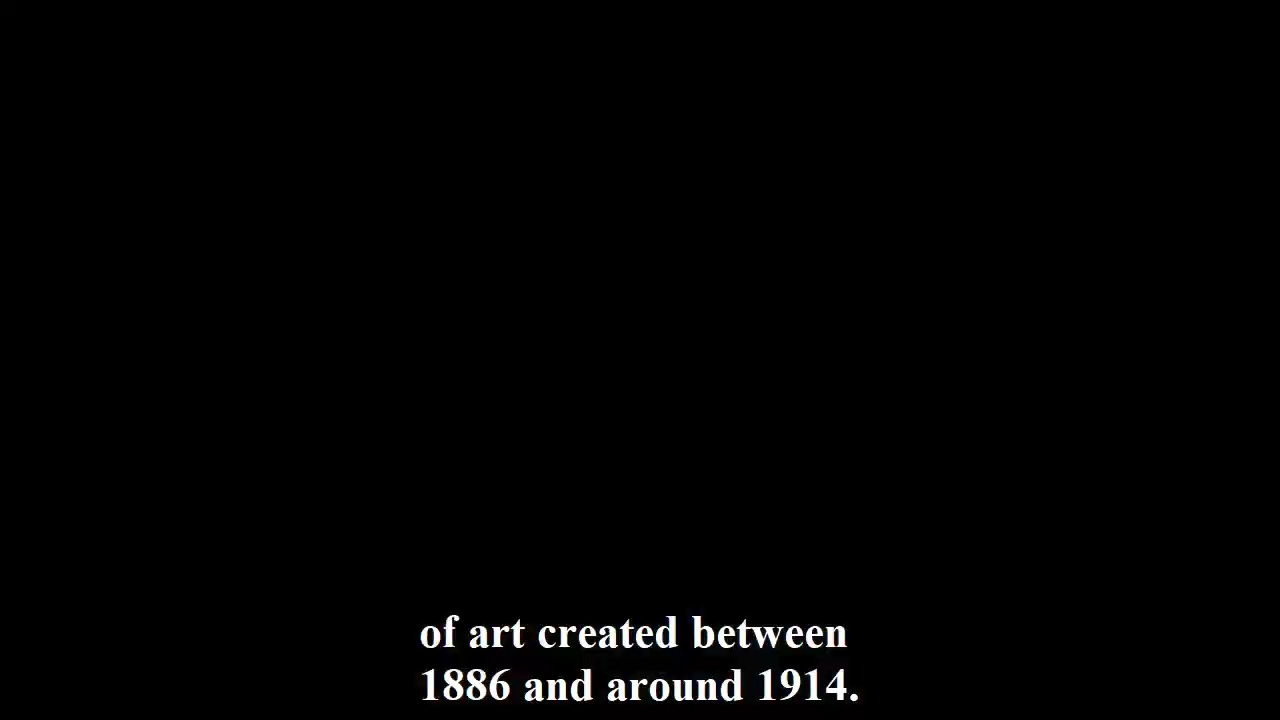 of art created between
1886 and around 1914.